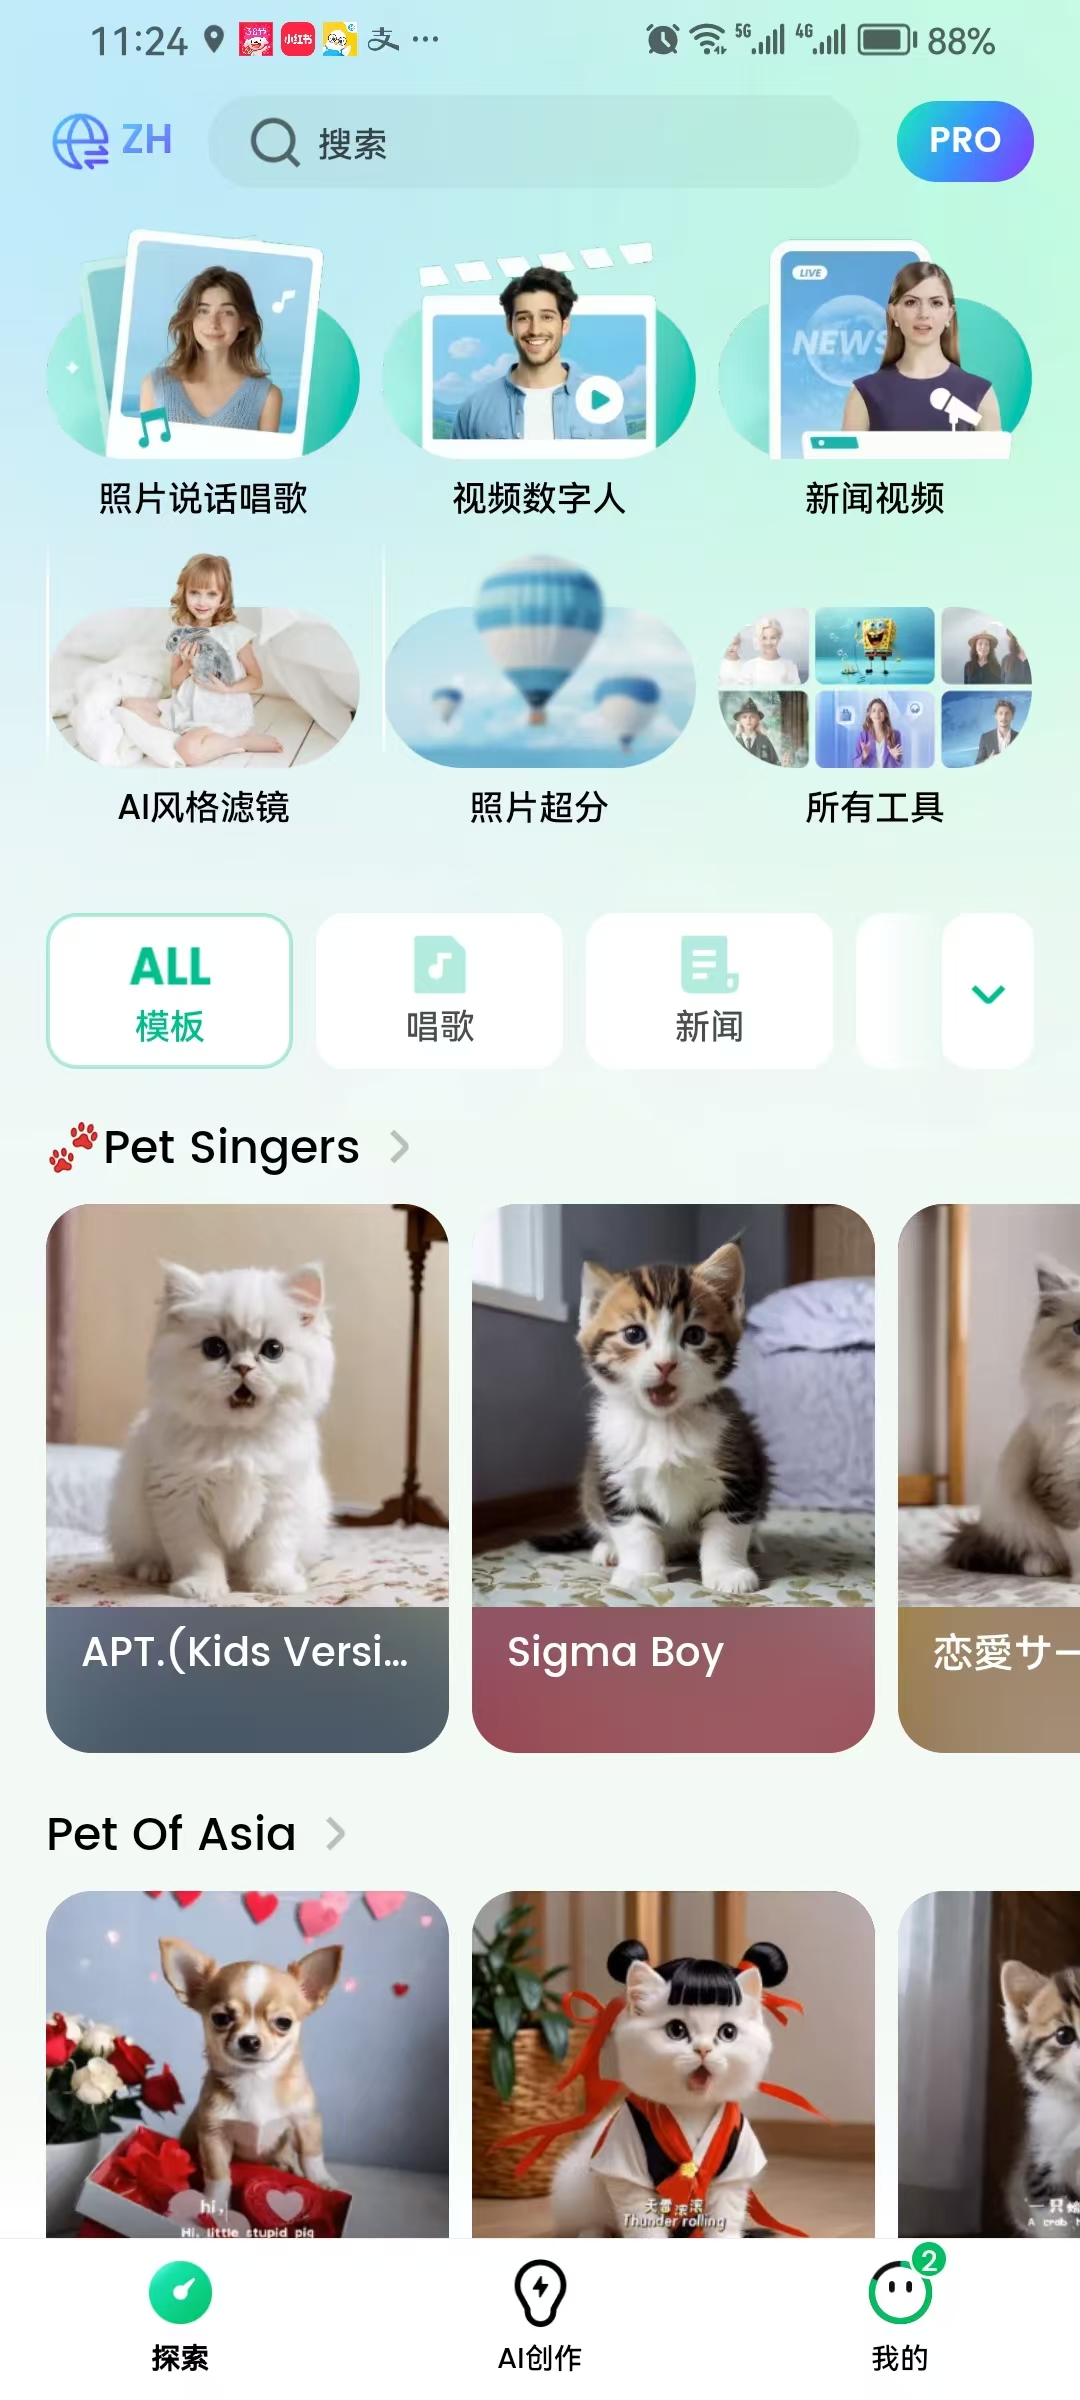 11:24
小红书
支
5G
4G
88%
ZH
搜索
PRO
LIVE
NEWS
照片说话唱歌
视频数字人
新闻视频
AI风格滤镜
照片超分
所有工具
ALL
模板
唱歌
新闻
Pet Singers
APT.(Kids Versi...
Sigma Boy
恋愛サー
Pet Of Asia
hi,
Hi, little stupid pig
天雷滚滚
Thunder rolling
一只
A crab
探索
AI创作
2
我的